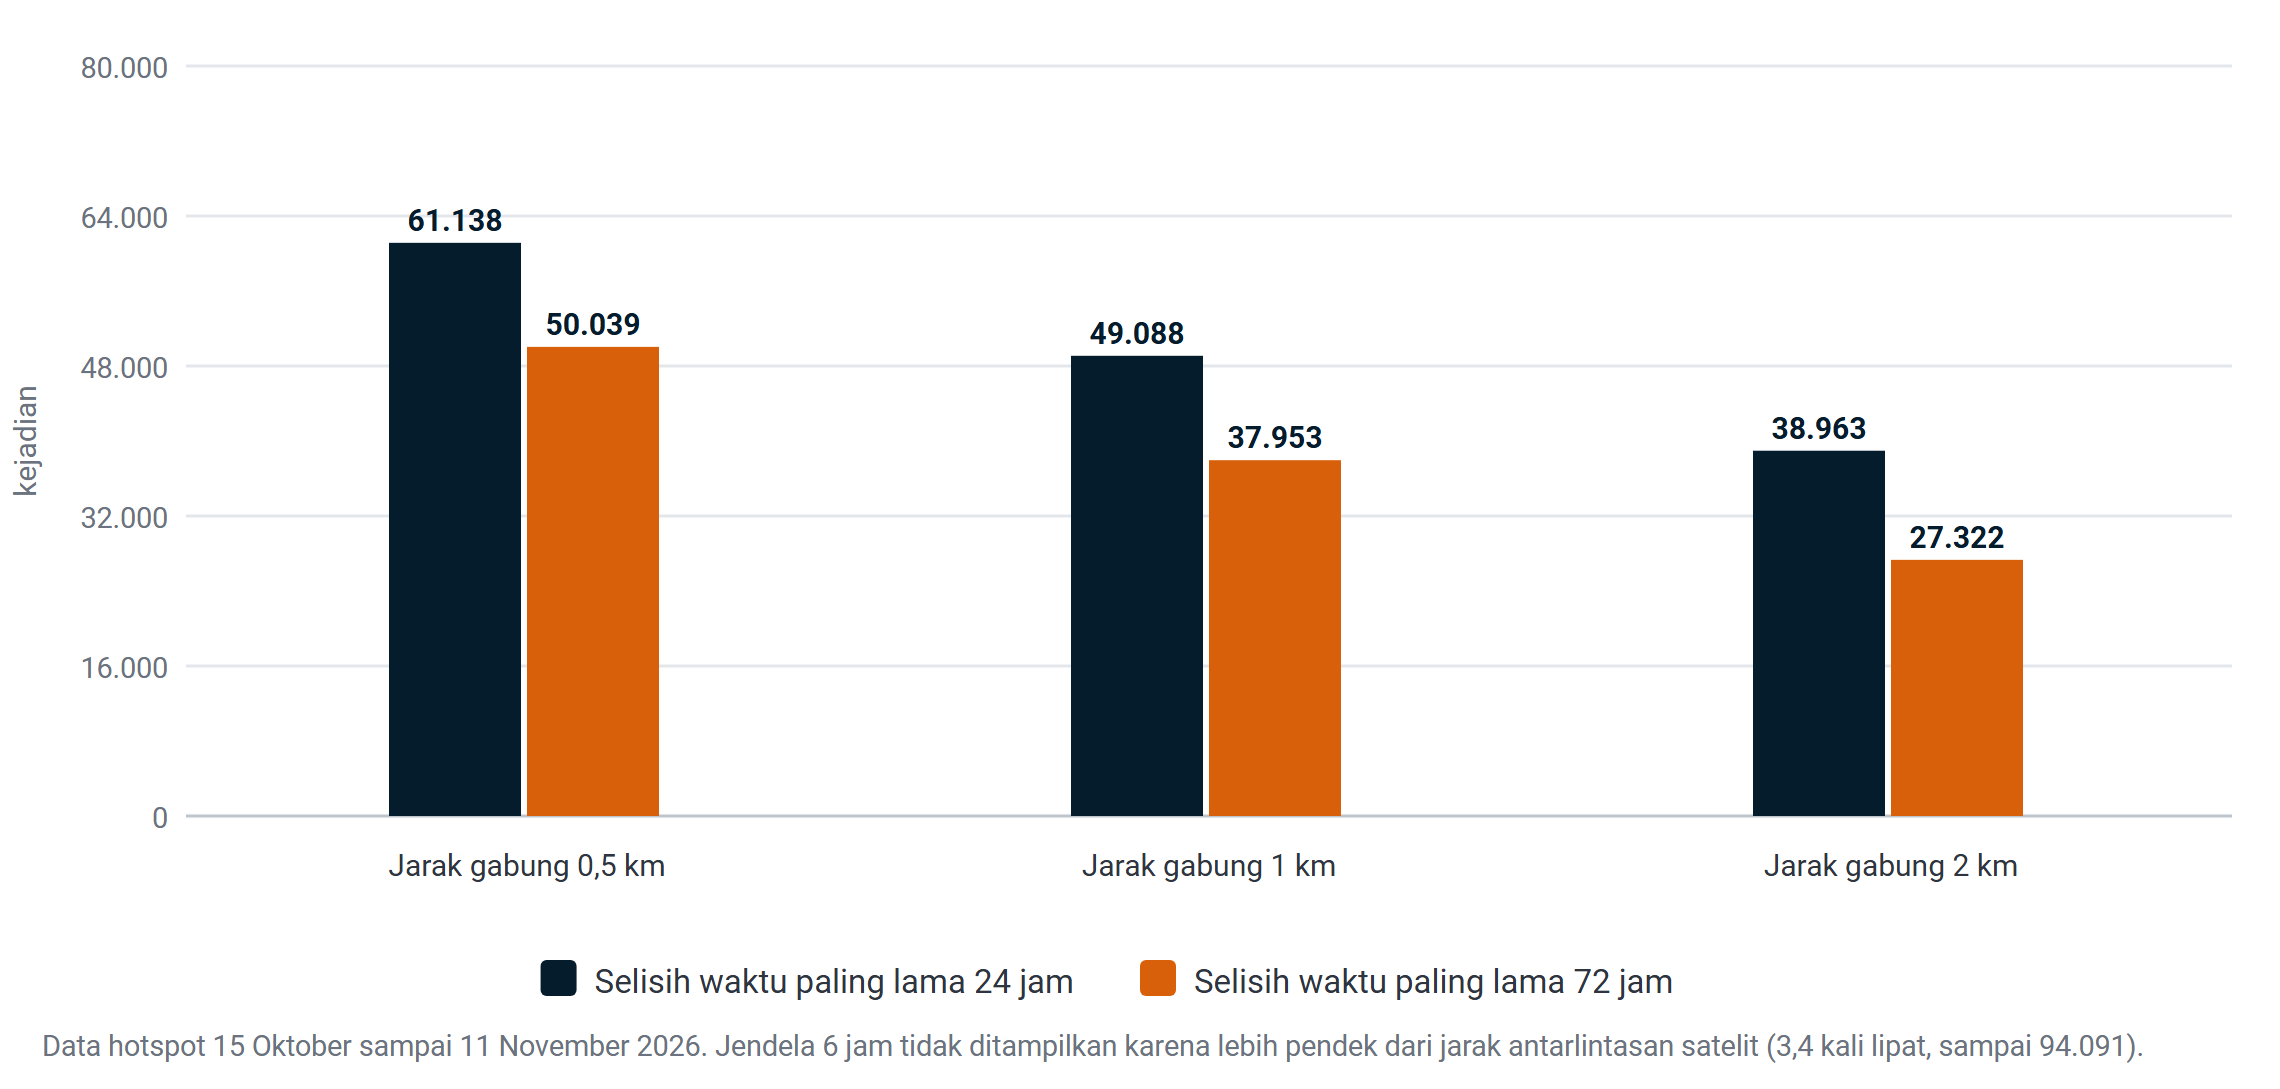 80.000
64.000
48.000
32.000
16.000
0
kejadian
61.138
50.039
49.088
37.953
38.963
27.322
Jarak gabung 0,5 km
Jarak gabung 1 km
Jarak gabung 2 km
Selisih waktu paling lama 24 jam
Selisih waktu paling lama 72 jam
Data hotspot 15 Oktober sampai 11 November 2026. Jendela 6 jam tidak ditampilkan karena lebih pendek dari jarak antarlintasan satelit (3,4 kali lipat, sampai 94.091).